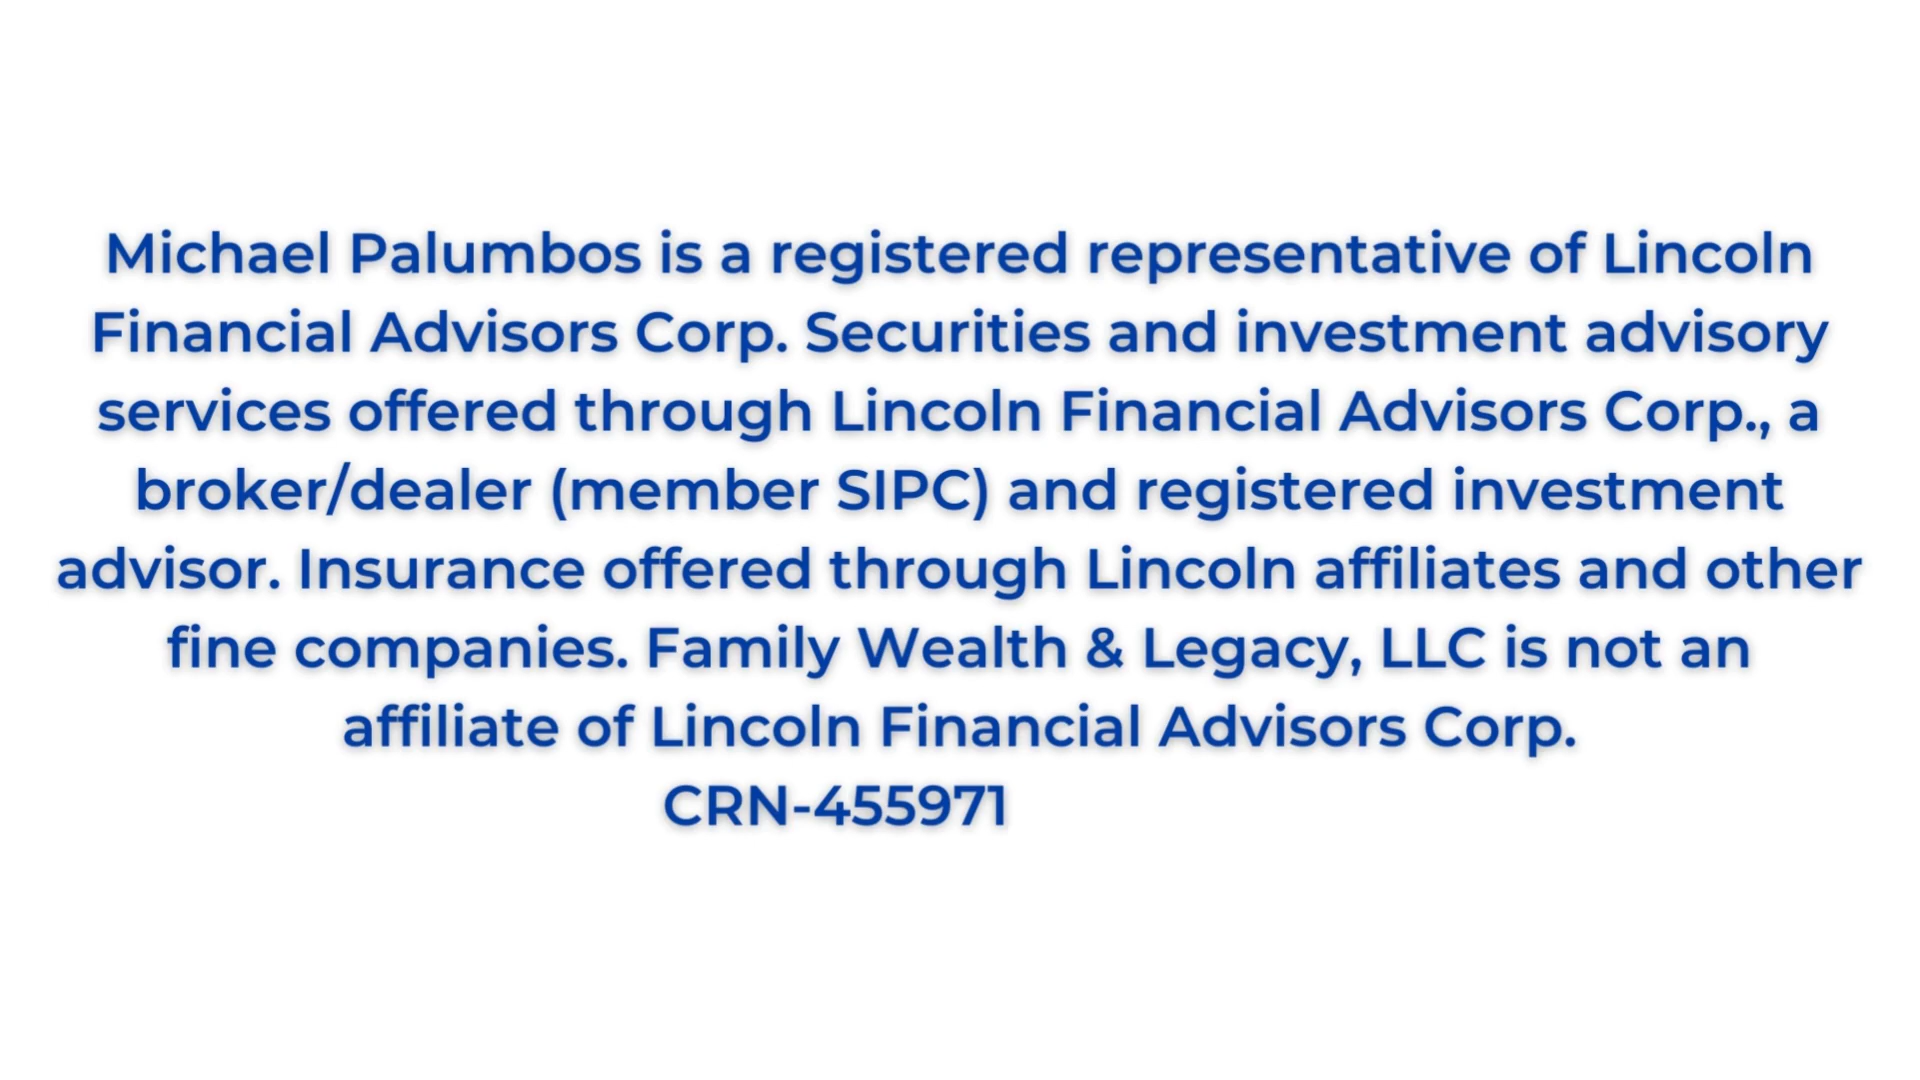 Michael Palumbos is a registered representative of Lincoln
Financial Advisors Corp. Securities and investment advisory
services offered through Lincoln Financial Advisors Corp., a
broker/dealer (member SIPC) and registered investment
advisor. Insurance offered through Lincoln affiliates and other
fine companies. Family Wealth & Legacy, LLC is not an
affiliate of Lincoln Financial Advisors Corp.
CRN-455971